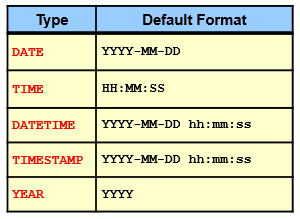 Type Default Format
DATE YYYY-MM-DD
TIME HH:MM:SS
DATETIME YYYY-MM-DD hh:mm:ss
TIMESTAMP YYYY-MM-DD hh:mm:ss
YEAR YYYY